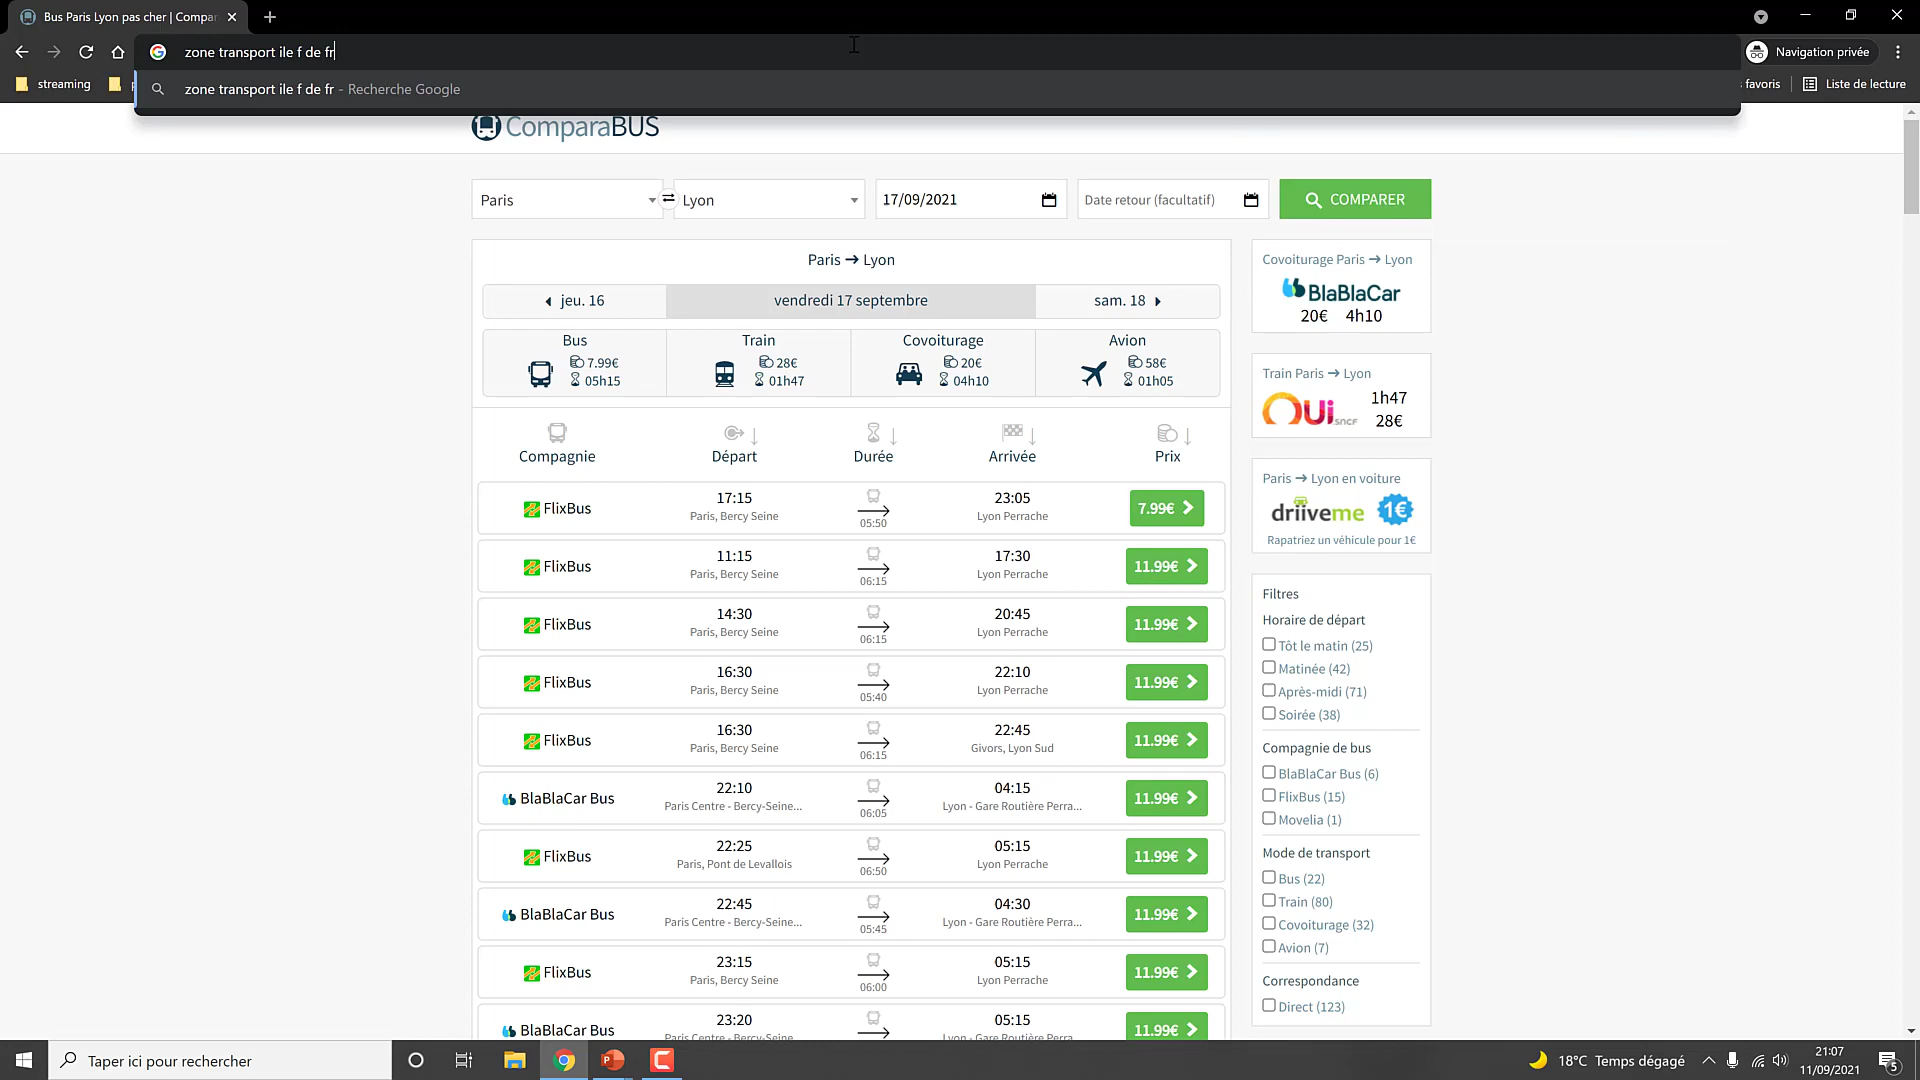 Bus Paris Lyon pas cher | Compar
zone transport ile f de fr
Navigation privée
streaming
zone transport ile f de fr - Recherche Google
favoris
Liste de lecture
ComparaBUS
Paris
Lyon
17/09/2021
Date retour (facultatif)
COMPARER
Paris → Lyon
jeu. 16
vendredi 17 septembre
sam. 18
Bus
7.99€
05h15
Train
28€
01h47
Covoiturage
20€
04h10
Avion
58€
01h05
Compagnie
Départ
Durée
Arrivée
Prix
FlixBus
17:15
Paris, Bercy Seine
05:50
23:05
Lyon Perrache
7.99€
FlixBus
11:15
Paris, Bercy Seine
06:15
17:30
Lyon Perrache
11.99€
FlixBus
14:30
Paris, Bercy Seine
06:15
20:45
Lyon Perrache
11.99€
FlixBus
16:30
Paris, Bercy Seine
05:40
22:10
Lyon Perrache
11.99€
FlixBus
16:30
Paris, Bercy Seine
06:15
22:45
Givors, Lyon Sud
11.99€
BlaBlaCar Bus
22:10
Paris Centre - Bercy-Seine...
06:05
04:15
Lyon - Gare Routière Perra...
11.99€
FlixBus
22:25
Paris, Pont de Levallois
06:50
05:15
Lyon Perrache
11.99€
BlaBlaCar Bus
22:45
Paris Centre - Bercy-Seine...
05:45
04:30
Lyon - Gare Routière Perra...
11.99€
FlixBus
23:15
Paris, Bercy Seine
06:00
05:15
Lyon Perrache
11.99€
BlaBlaCar Bus
23:20
Paris Centre - Bercy-Seine...
05:15
Lyon - Gare Routière Perra...
11.99€
Covoiturage Paris → Lyon
BlaBlaCar
20€ 4h10
Train Paris → Lyon
OUi.sncf
1h47
28€
Paris → Lyon en voiture
driiveme 1€
Rapatriez un véhicule pour 1€
Filtres
Horaire de départ
Tôt le matin (25)
Matinée (42)
Après-midi (71)
Soirée (38)
Compagnie de bus
BlaBlaCar Bus (6)
FlixBus (15)
Movelia (1)
Mode de transport
Bus (22)
Train (80)
Covoiturage (32)
Avion (7)
Correspondance
Direct (123)
Taper ici pour rechercher
18°C Temps dégagé
21:07
11/09/2021
5